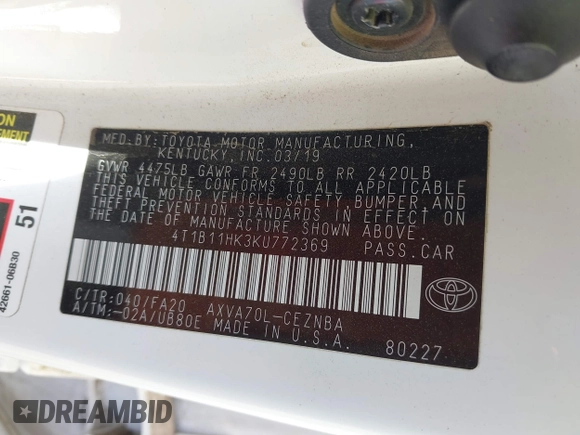 MFD.BY:TOYOTA MOTOR MANUFACTURING,
KENTUCKY, INC. 03/19
GVWR 4475LB GAWR FR 2490LB RR 2420LB
THIS VEHICLE CONFORMS TO ALL APPLICABLE
FEDERAL MOTOR VEHICLE SAFETY, BUMPER, AND
THEFT PREVENTION STANDARDS IN EFFECT ON
THE DATE OF MANUFACTURE SHOWN ABOVE.
4T1B11HK3KU772369 PASS.CAR
C/TR:040/FA20 AXVA70L-CEZNBA
A/TM:-02A/UB80E MADE IN U.S.A.
80227
ION
EMENT
51
42661-06B30
DREAMBID